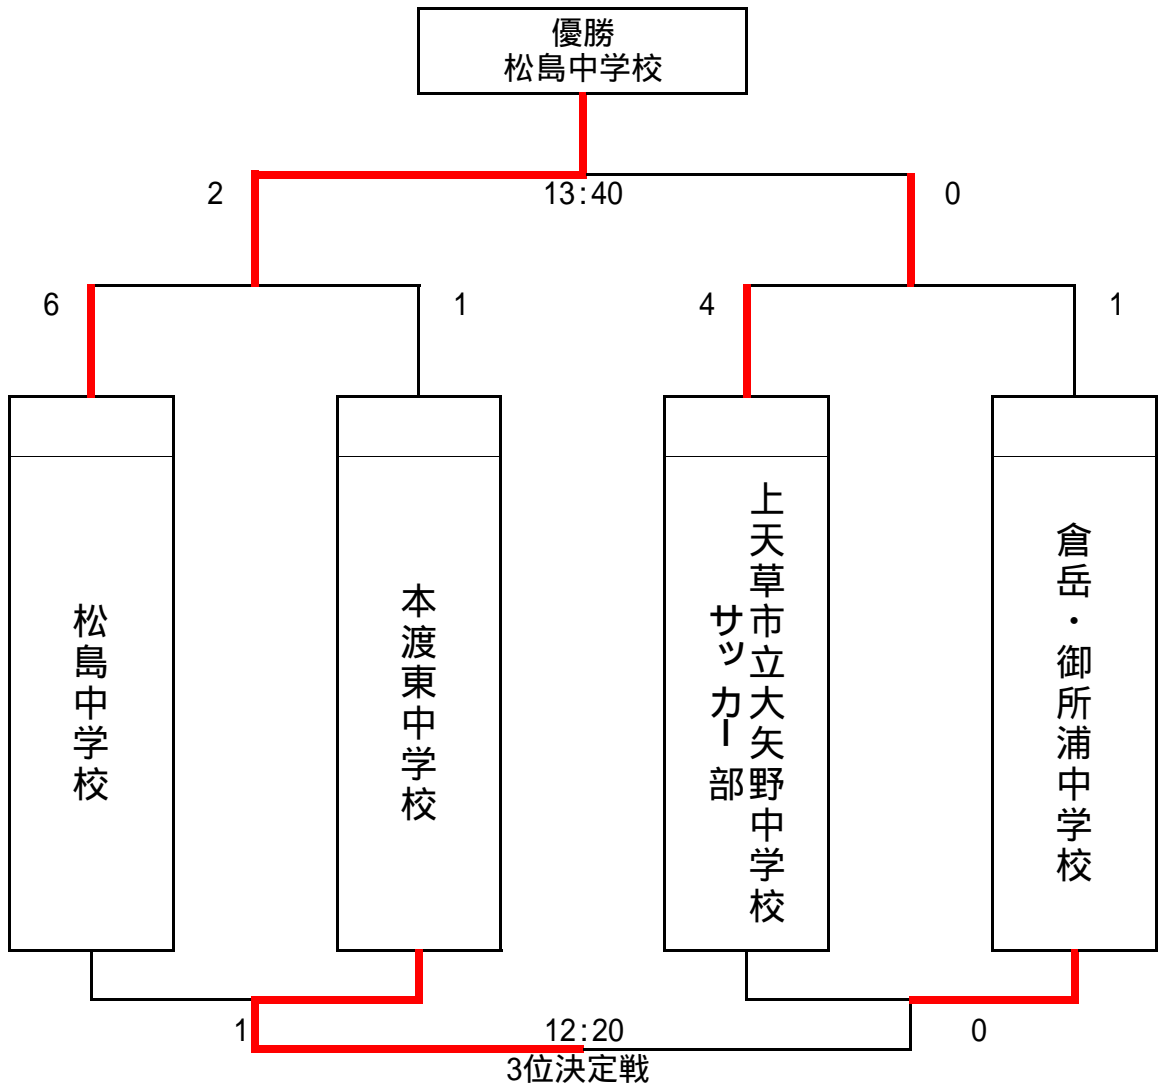 優勝
松島中学校
2
13:40
0
6
1
4
1
松島中学校
本渡東中学校
上天草市立大矢野中学校
サッカー部
倉岳・御所浦中学校
1
12:20
0
3位決定戦